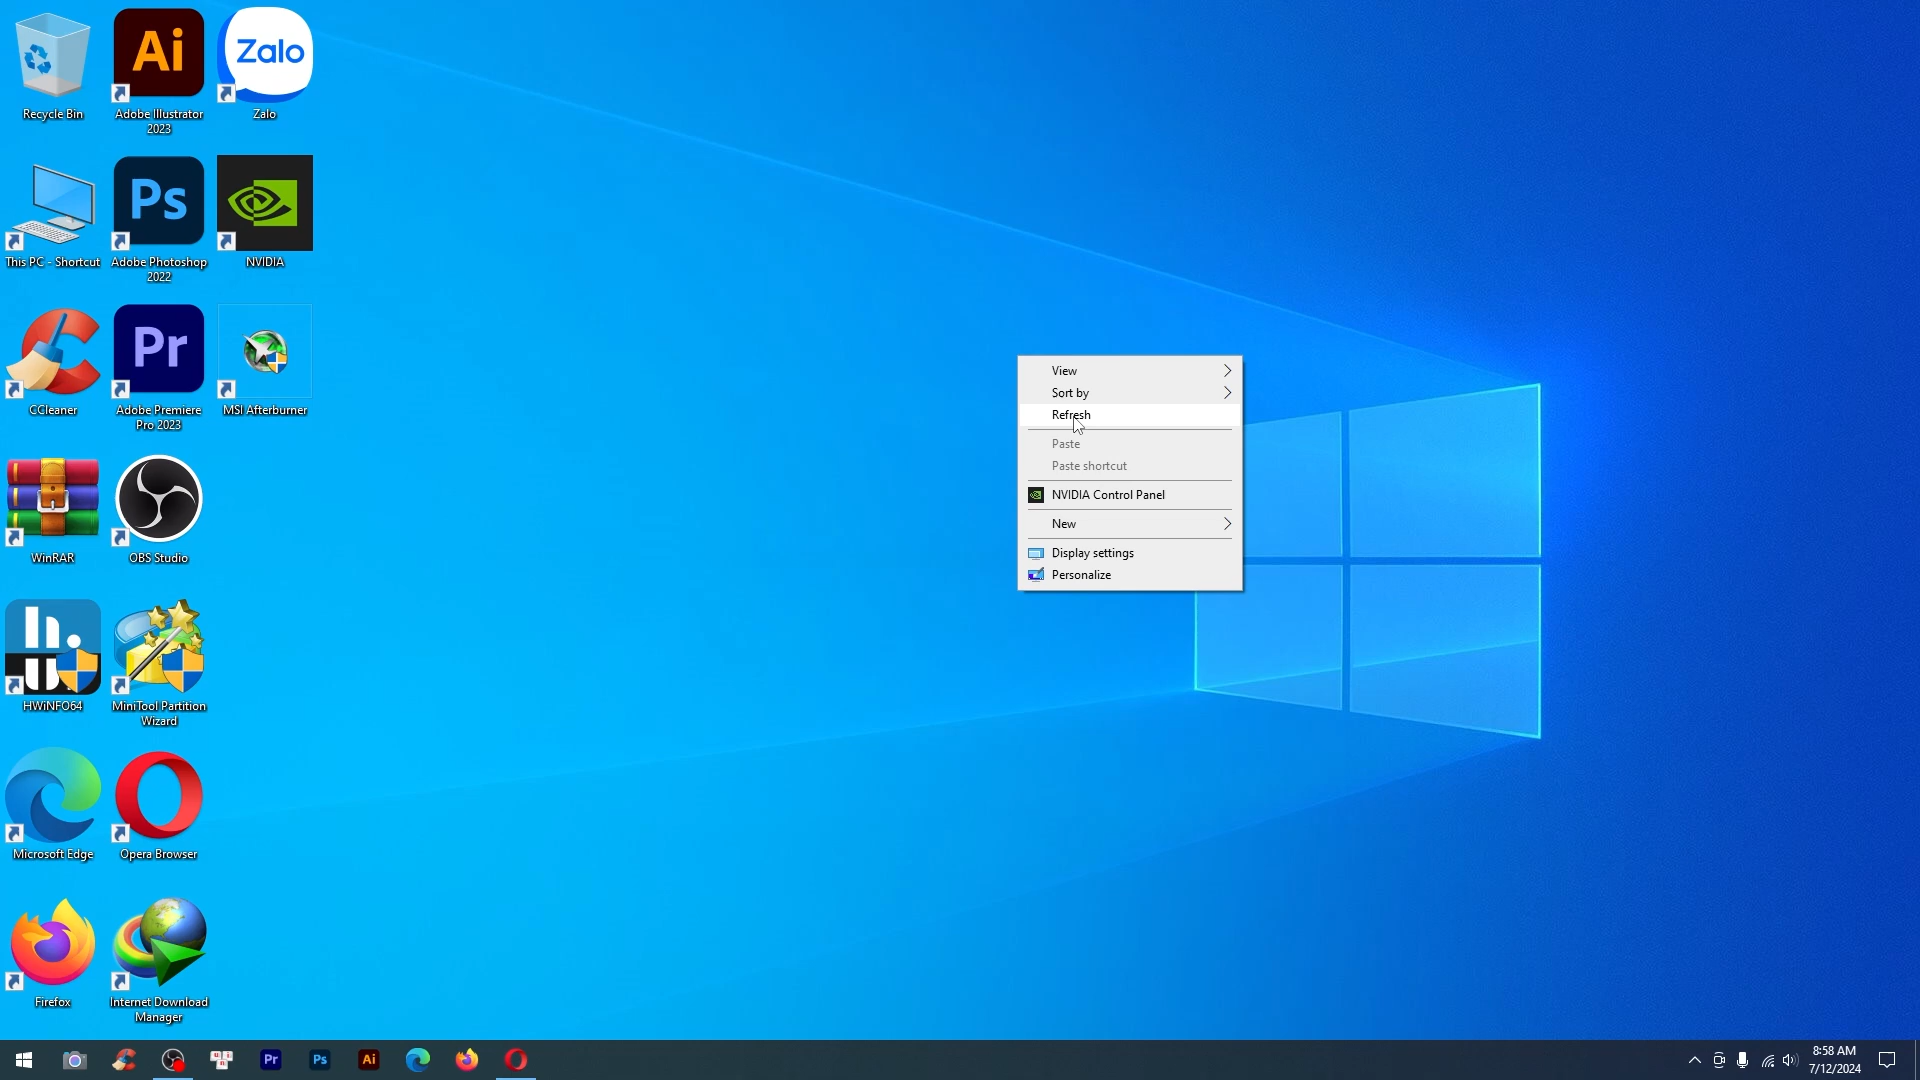 Recycle Bin
Ai
Adobe Illustrator
2023
Zalo
Zalo
This PC - Shortcut
Ps
Adobe Photoshop
2022
NVIDIA
CCleaner
Pr
Adobe Premiere
Pro 2023
MSI Afterburner
WinRAR
OBS Studio
HWiNFO64
MiniTool Partition
Wizard
Microsoft Edge
Opera Browser
Firefox
Internet Download
Manager
View
Sort by
Refresh
Paste
Paste shortcut
NVIDIA Control Panel
New
Display settings
Personalize
Pr
Ps
Ai
8:58 AM
7/12/2024